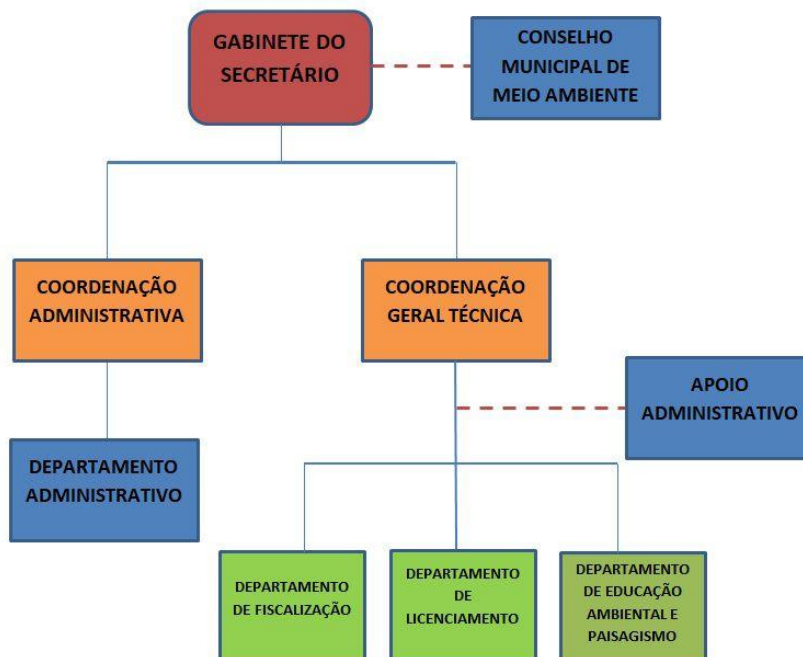 GABINETE DO
SECRETÁRIO
CONSELHO
MUNICIPAL DE
MEIO AMBIENTE
COORDENAÇÃO
ADMINISTRATIVA
COORDENAÇÃO
GERAL TÉCNICA
APOIO
ADMINISTRATIVO
DEPARTAMENTO
ADMINISTRATIVO
DEPARTAMENTO
DE FISCALIZAÇÃO
DEPARTAMENTO
DE
LICENCIAMENTO
DEPARTAMENTO
DE EDUCAÇÃO
AMBIENTAL E
PAISAGISMO